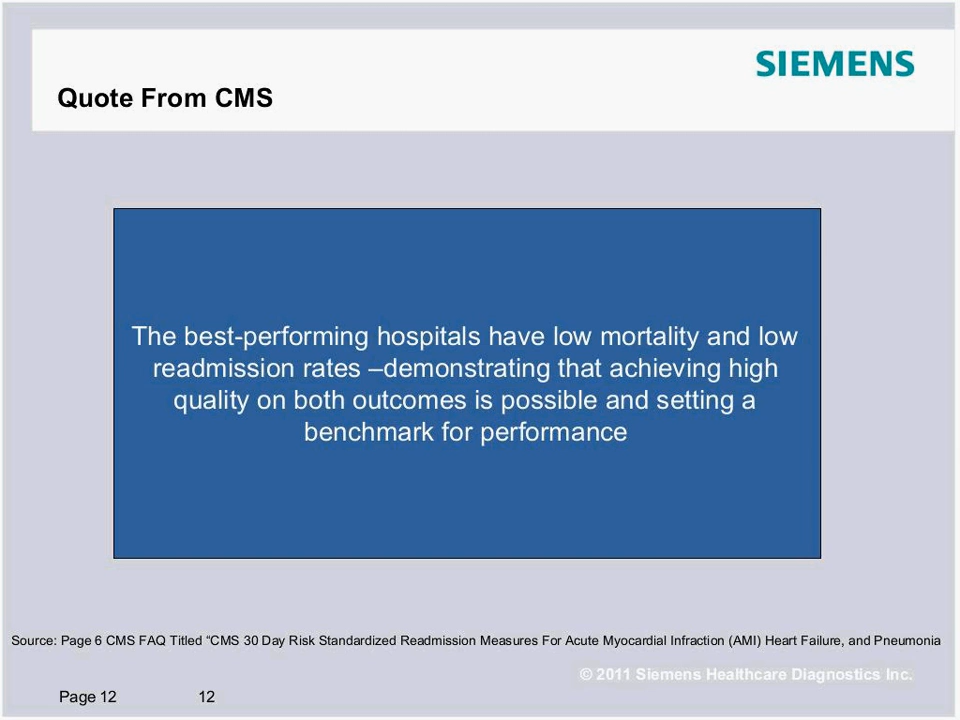 SIEMENS
Quote From CMS
The best-performing hospitals have low mortality and low
readmission rates –demonstrating that achieving high
quality on both outcomes is possible and setting a
benchmark for performance
Source: Page 6 CMS FAQ Titled “CMS 30 Day Risk Standardized Readmission Measures For Acute Myocardial Infraction (AMI) Heart Failure, and Pneumonia
© 2011 Siemens Healthcare Diagnostics Inc.
Page 12 12